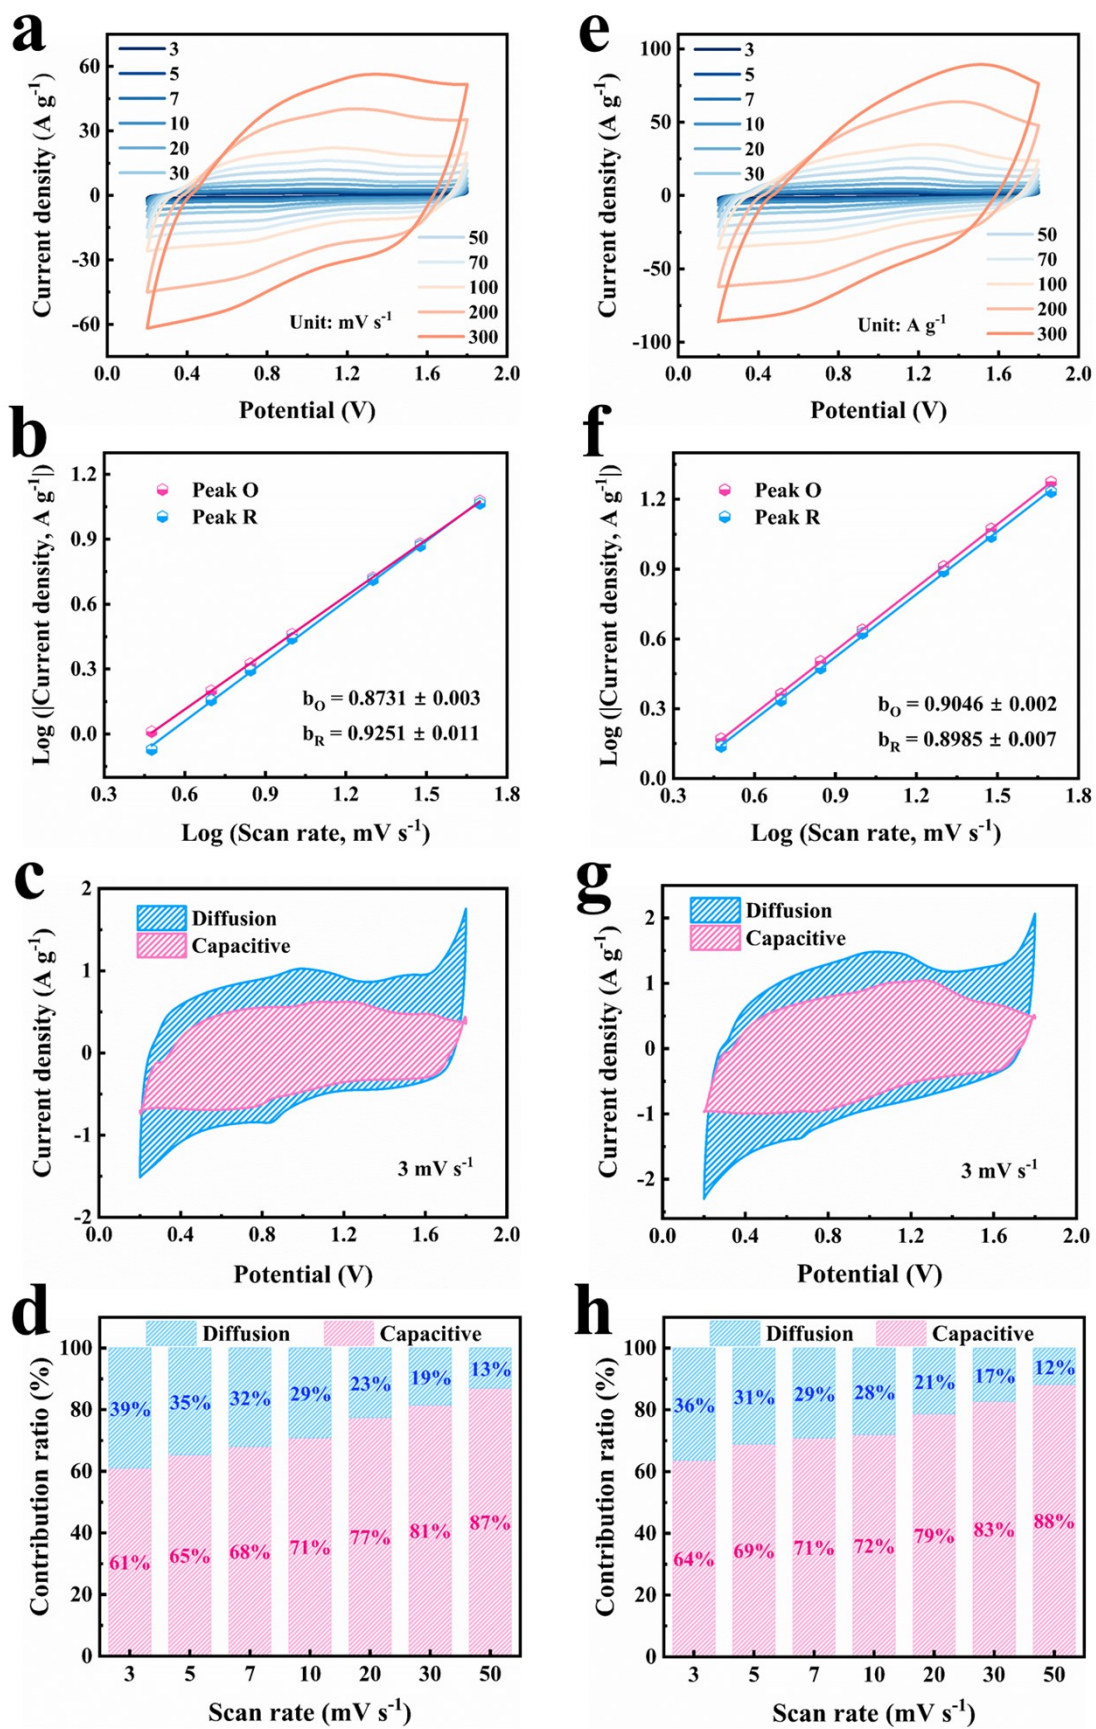 a
Current density (A g⁻¹)
60
30
0
-30
-60
3
5
7
10
20
30
50
70
100
200
300
Unit: mV s⁻¹
0.0 0.4 0.8 1.2 1.6 2.0
Potential (V)
e
Current density (A g⁻¹)
100
50
0
-50
-100
3
5
7
10
20
30
50
70
100
200
300
Unit: A g⁻¹
0.0 0.4 0.8 1.2 1.6 2.0
Potential (V)
b
Log (|Current density, A g⁻¹|)
1.2
0.9
0.6
0.3
0.0
Peak O
Peak R
b_O = 0.8731 ± 0.003
b_R = 0.9251 ± 0.011
0.3 0.6 0.9 1.2 1.5 1.8
Log (Scan rate, mV s⁻¹)
f
Log (|Current density, A g⁻¹|)
1.2
0.9
0.6
0.3
0.0
Peak O
Peak R
b_O = 0.9046 ± 0.002
b_R = 0.8985 ± 0.007
0.3 0.6 0.9 1.2 1.5 1.8
Log (Scan rate, mV s⁻¹)
c
Current density (A g⁻¹)
2
1
0
-1
-2
Diffusion
Capacitive
3 mV s⁻¹
0.0 0.4 0.8 1.2 1.6 2.0
Potential (V)
g
Current density (A g⁻¹)
2
1
0
-1
-2
Diffusion
Capacitive
3 mV s⁻¹
0.0 0.4 0.8 1.2 1.6 2.0
Potential (V)
d
Contribution ratio (%)
100
80
60
40
20
0
Diffusion Capacitive
39% 35% 32% 29% 23% 19% 13%
61% 65% 68% 71% 77% 81% 87%
3 5 7 10 20 30 50
Scan rate (mV s⁻¹)
h
Contribution ratio (%)
100
80
60
40
20
0
Diffusion Capacitive
36% 31% 29% 28% 21% 17% 12%
64% 69% 71% 72% 79% 83% 88%
3 5 7 10 20 30 50
Scan rate (mV s⁻¹)